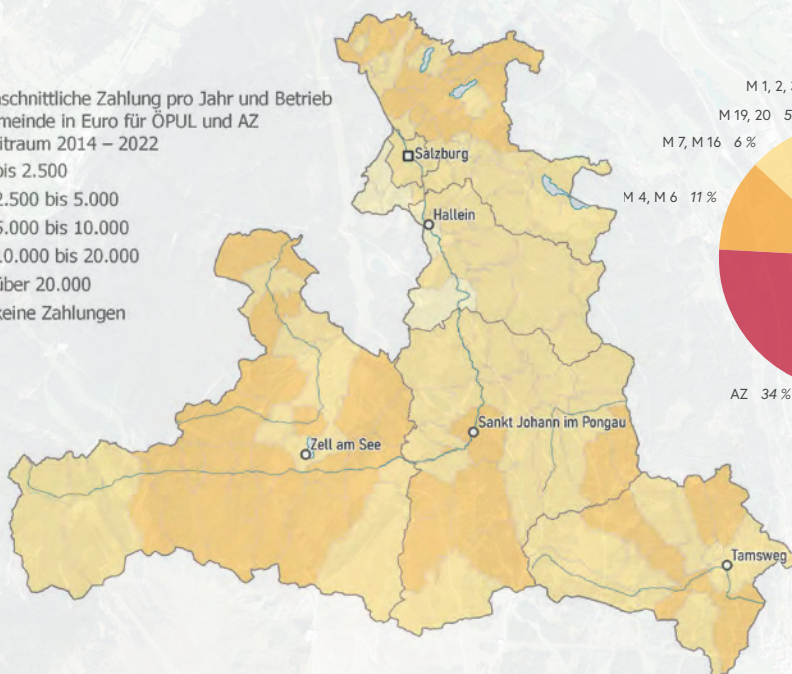 schnittliche Zahlung pro Jahr und Betrieb
meinde in Euro für ÖPUL und AZ
itraum 2014 – 2022
bis 2.500
2.500 bis 5.000
5.000 bis 10.000
10.000 bis 20.000
über 20.000
keine Zahlungen
M 1, 2, 3
M 19, 20 5
M 7, M 16 6 %
M 4, M 6 11 %
AZ 34 %
Salzburg
Hallein
Sankt Johann im Pongau
Zell am See
Tamsweg